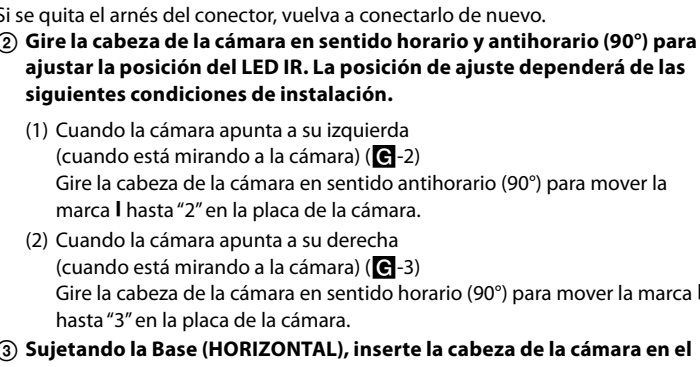 Si se quita el arnés del conector, vuelva a conectarlo de nuevo.
② Gire la cabeza de la cámara en sentido horario y antihorario (90°) para
ajustar la posición del LED IR. La posición de ajuste dependerá de las
siguientes condiciones de instalación.
(1) Cuando la cámara apunta a su izquierda
(cuando está mirando a la cámara) (G-2)
Gire la cabeza de la cámara en sentido antihorario (90°) para mover la
marca I hasta “2” en la placa de la cámara.
(2) Cuando la cámara apunta a su derecha
(cuando está mirando a la cámara) (G-3)
Gire la cabeza de la cámara en sentido horario (90°) para mover la marca I
hasta “3” en la placa de la cámara.
③ Sujetando la Base (HORIZONTAL), inserte la cabeza de la cámara en el